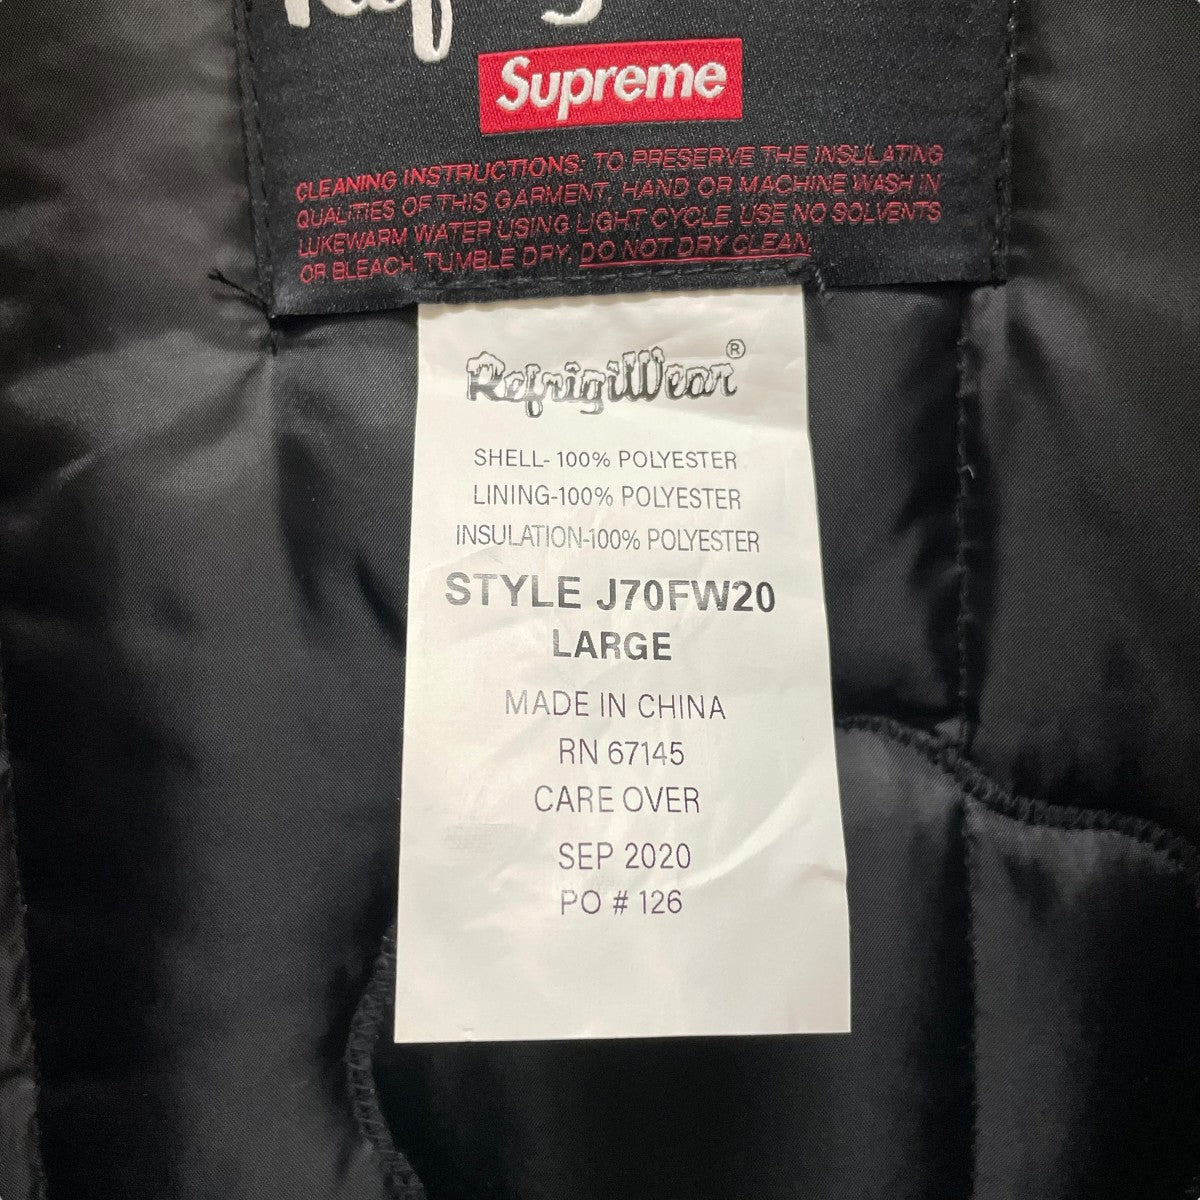 Supreme
CLEANING INSTRUCTIONS: TO PRESERVE THE INSULATING
QUALITIES OF THIS GARMENT, HAND OR MACHINE WASH IN
LUKEWARM WATER USING LIGHT CYCLE. USE NO SOLVENTS
OR BLEACH. TUMBLE DRY. DO NOT DRY CLEAN.
RefrigiWear®
SHELL- 100% POLYESTER
LINING-100% POLYESTER
INSULATION-100% POLYESTER
STYLE J70FW20
LARGE
MADE IN CHINA
RN 67145
CARE OVER
SEP 2020
PO # 126